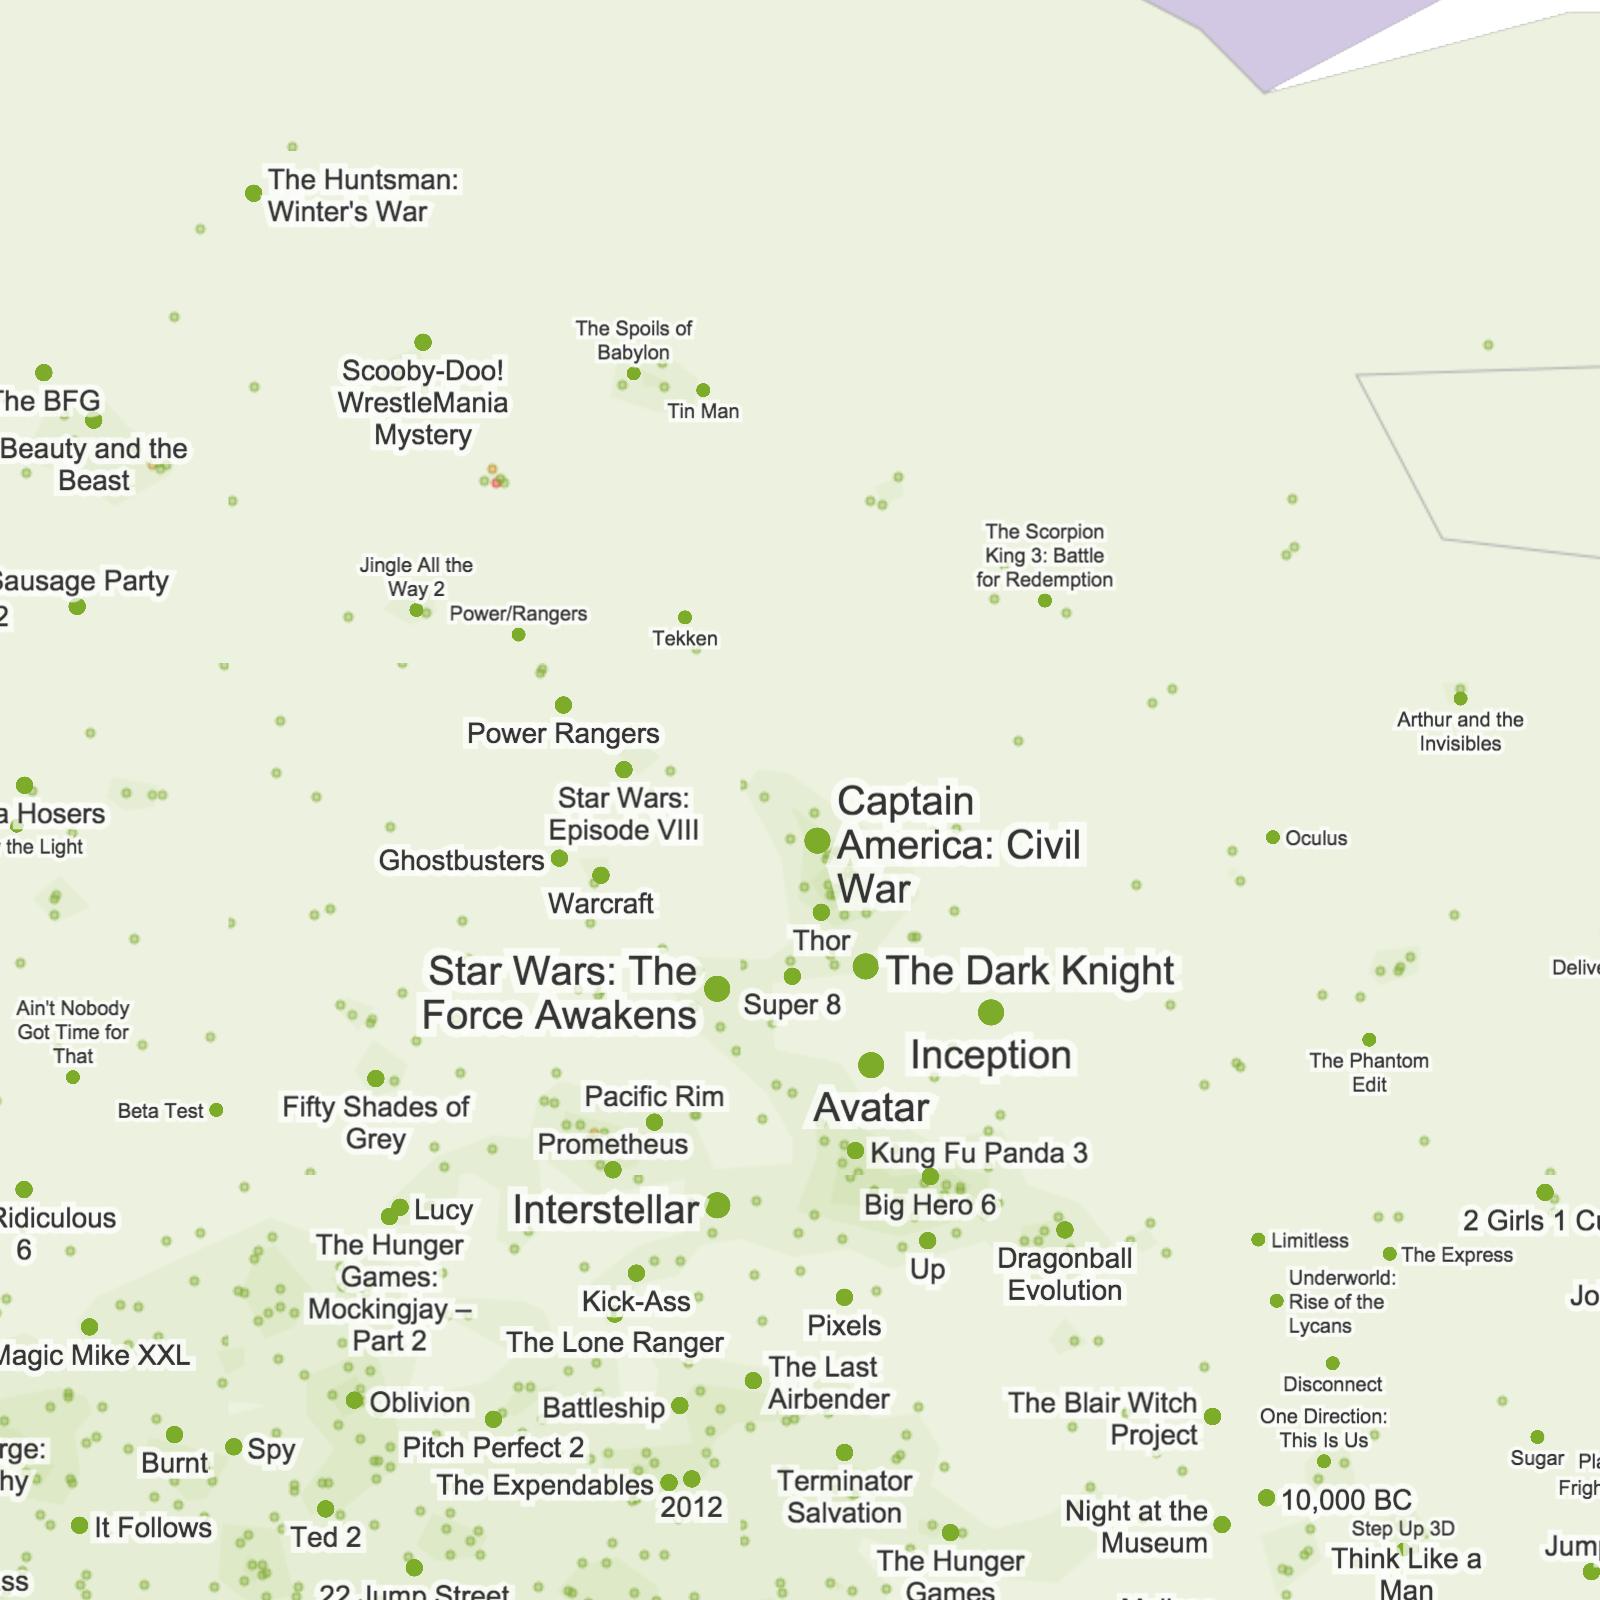 The Huntsman:
Winter's War
The Spoils of
Babylon
Tin Man
Scooby-Doo!
WrestleMania
Mystery
The BFG
Beauty and the
Beast
The Scorpion
King 3: Battle
for Redemption
Jingle All the
Way 2
Power/Rangers
Tekken
Sausage Party
2
Power Rangers
Arthur and the
Invisibles
Star Wars:
Episode VIII
Captain
America: Civil
War
a Hosers
the Light
Oculus
Ghostbusters
Warcraft
Thor
Star Wars: The
Force Awakens
Super 8
The Dark Knight
Inception
Ain't Nobody
Got Time for
That
The Phantom
Edit
Beta Test
Fifty Shades of
Grey
Pacific Rim
Prometheus
Avatar
Kung Fu Panda 3
Big Hero 6
Interstellar
Lucy
Ridiculous
6
The Hunger
Games:
Mockingjay –
Part 2
Up
Dragonball
Evolution
Limitless
The Express
2 Girls 1
Underworld:
Rise of the
Lycans
Jo
Kick-Ass
The Lone Ranger
Pixels
Magic Mike XXL
The Last
Airbender
Disconnect
Oblivion
Battleship
The Blair Witch
Project
One Direction:
This Is Us
Pitch Perfect 2
Burnt
Spy
rge:
hy
The Expendables
2012
Terminator
Salvation
Sugar
10,000 BC
Night at the
Museum
Step Up 3D
Think Like a
Man
It Follows
Ted 2
The Hunger
Games
22 Jump Street
ss